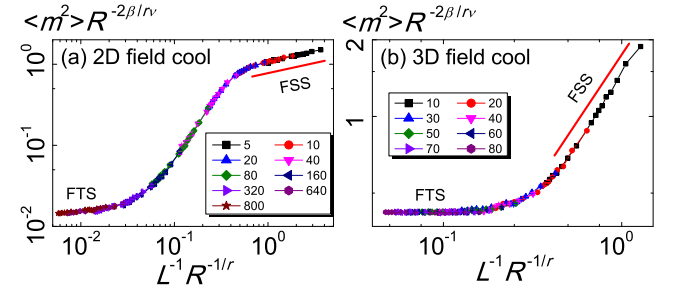 <m²>R^{-2β/rν} <m²>R^{-2β/rν}
(a) 2D field cool
FSS
FTS
5 10
20 40
80 160
320 640
800
10⁰
10⁻¹
10⁻²
10⁻² 10⁻¹ 10⁰
L⁻¹R^{-1/r}
(b) 3D field cool
FSS
FTS
10 20
30 40
50 60
70 80
2
1
10⁻¹ 10⁰
L⁻¹R^{-1/r}